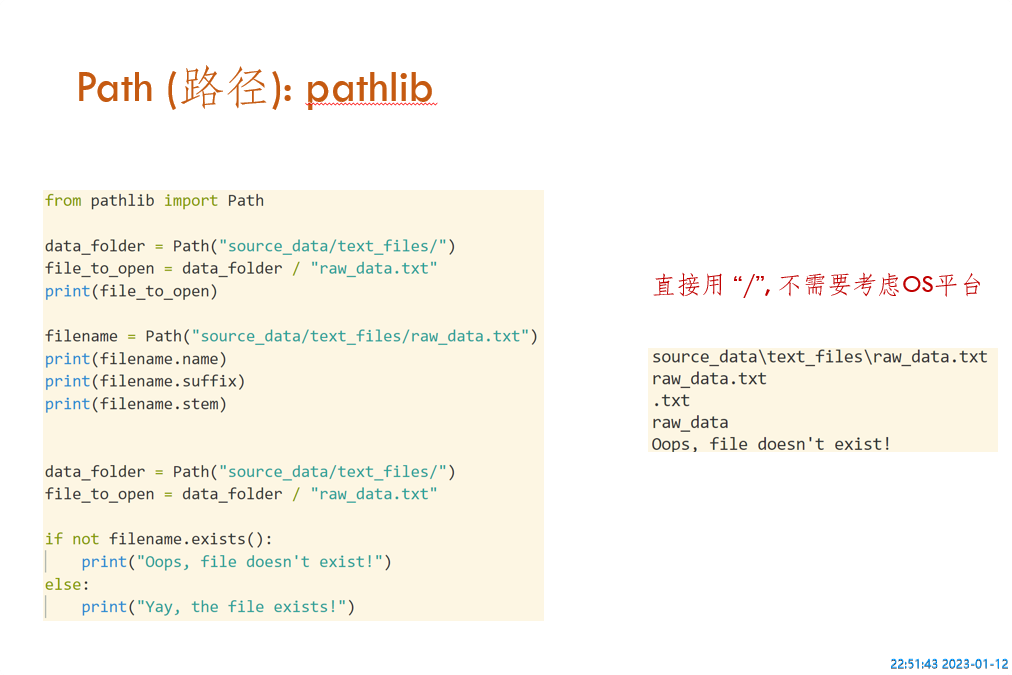 Path (路径): pathlib
from pathlib import Path
data_folder = Path("source_data/text_files/")
file_to_open = data_folder / "raw_data.txt"
print(file_to_open)
filename = Path("source_data/text_files/raw_data.txt")
print(filename.name)
print(filename.suffix)
print(filename.stem)
data_folder = Path("source_data/text_files/")
file_to_open = data_folder / "raw_data.txt"
if not filename.exists():
    print("Oops, file doesn't exist!")
else:
    print("Yay, the file exists!")
直接用 “/”, 不需要考虑OS平台
source_data\text_files\raw_data.txt
raw_data.txt
.txt
raw_data
Oops, file doesn't exist!
22:51:43 2023-01-12